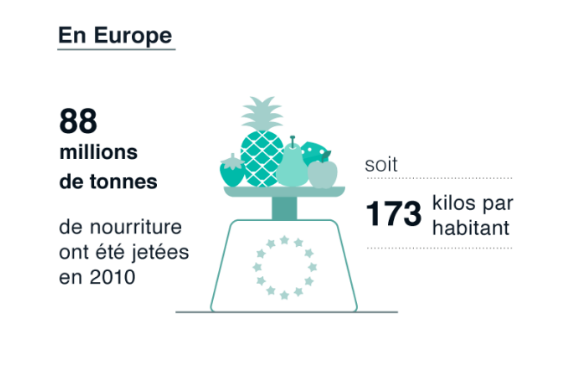 En Europe
88
millions
de tonnes
de nourriture
ont été jetées
en 2010
soit
173 kilos par
habitant